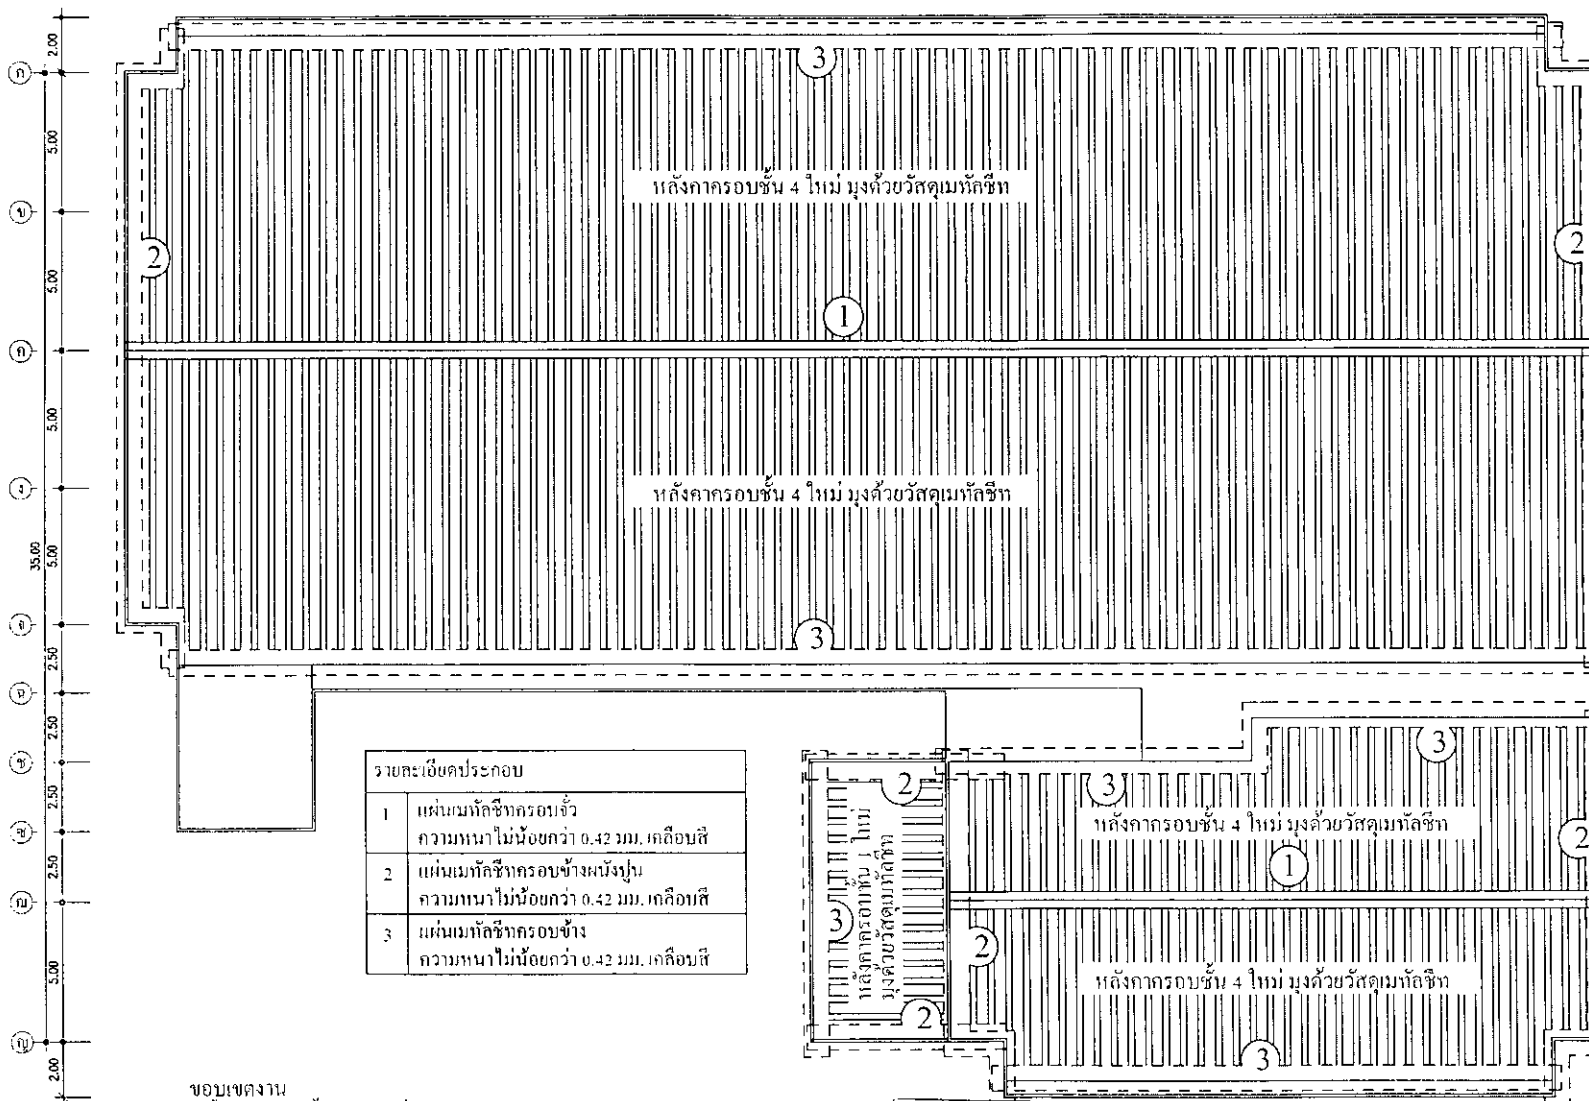 2.00
ก
5.00
3
หลังคาครอบชั้น 4 ใหม่ มุงด้วยวัสดุเมทัลชีท
ข
2
2
5.00
1
ค
5.00
ง
หลังคาครอบชั้น 4 ใหม่ มุงด้วยวัสดุเมทัลชีท
35.00
5.00
จ
3
2.50
2.50
ช
2.50
ซ
2.50
5.00
2.00
รายละเอียดประกอบ
1 แผ่นเมทัลชีทครอบจั่ว
ความหนาไม่น้อยกว่า 0.42 มม. เคลือบสี
2 แผ่นเมทัลชีทครอบข้างผนังปูน
ความหนาไม่น้อยกว่า 0.42 มม. เคลือบสี
3 แผ่นเมทัลชีทครอบข้าง
ความหนาไม่น้อยกว่า 0.42 มม. เคลือบสี
2
หลังคาครอบชั้น 1 ใหม่
มุงด้วยวัสดุเมทัลชีท
3
2
2
3
3
หลังคาครอบชั้น 4 ใหม่ มุงด้วยวัสดุเมทัลชีท
2
1
หลังคาครอบชั้น 4 ใหม่ มุงด้วยวัสดุเมทัลชีท
3
ขอบเขตงาน